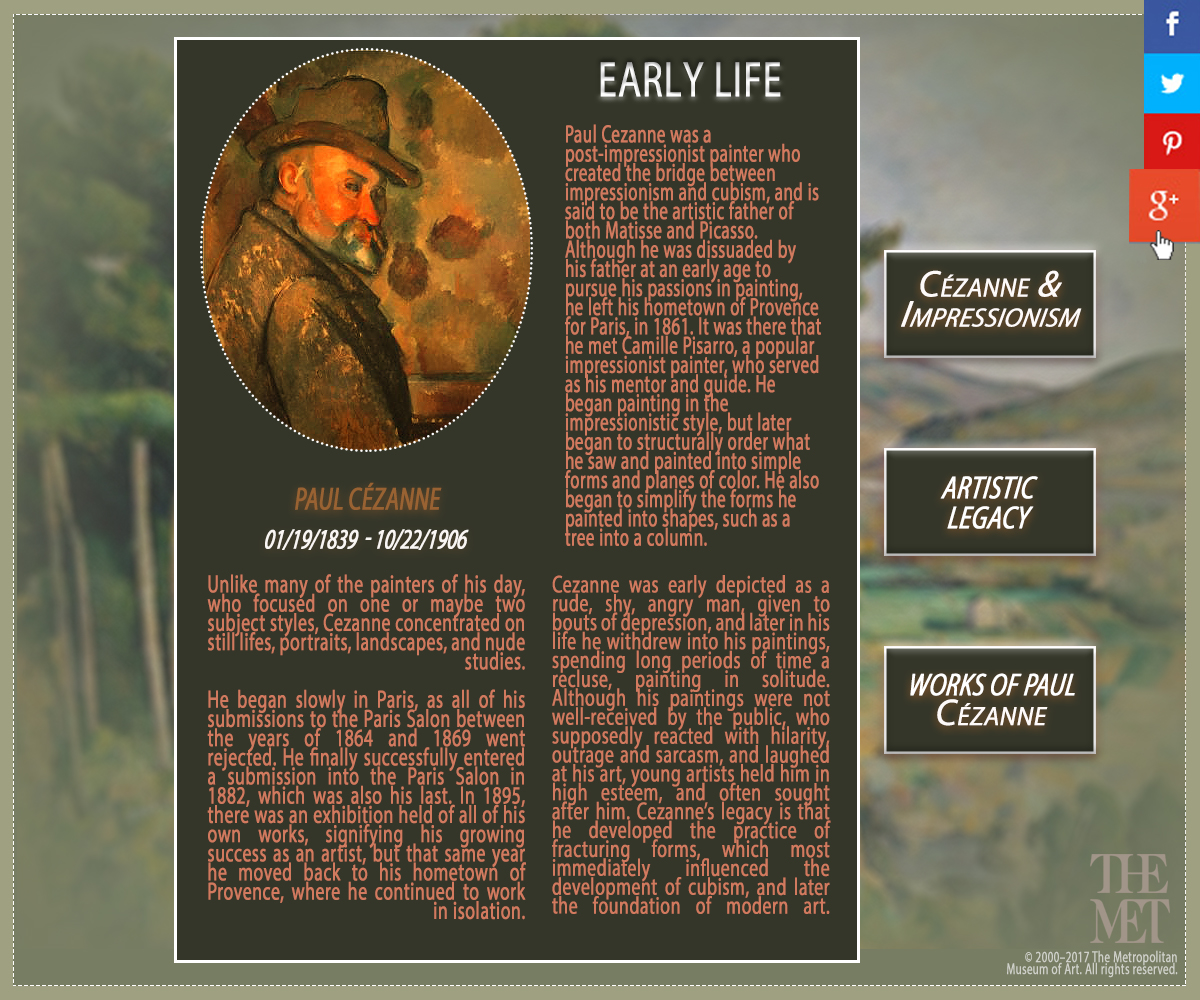 EARLY LIFE
Paul Cezanne was a
post-impressionist painter who
created the bridge between
impressionism and cubism, and is
said to be the artistic father of
both Matisse and Picasso.
Although he was dissuaded by
his father at an early age to
pursue his passions in painting,
he left his hometown of Provence
for Paris, in 1861. It was there that
he met Camille Pisarro, a popular
impressionist painter, who served
as his mentor and guide. He
began painting in the
impressionistic style, but later
began to structurally order what
he saw and painted into simple
forms and planes of color. He also
began to simplify the forms he
painted into shapes, such as a
tree into a column.
PAUL CÉZANNE
01/19/1839 - 10/22/1906
Unlike many of the painters of his day,
who focused on one or maybe two
subject styles, Cezanne concentrated on
still lifes, portraits, landscapes, and nude
studies.
He began slowly in Paris, as all of his
submissions to the Paris Salon between
the years of 1864 and 1869 went
rejected. He finally successfully entered
a submission into the Paris Salon in
1882, which was also his last. In 1895,
there was an exhibition held of all of his
own works, signifying his growing
success as an artist, but that same year
he moved back to his hometown of
Provence, where he continued to work
in isolation.
Cezanne was early depicted as a
rude, shy, angry man, given to
bouts of depression, and later in his
life he withdrew into his paintings,
spending long periods of time a
recluse, painting in solitude.
Although his paintings were not
well-received by the public, who
supposedly reacted with hilarity,
outrage and sarcasm, and laughed
at his art, young artists held him in
high esteem, and often sought
after him. Cezanne's legacy is that
he developed the practice of
fracturing forms, which most
immediately influenced the
development of cubism, and later
the foundation of modern art.
CÉZANNE &
IMPRESSIONISM
ARTISTIC
LEGACY
WORKS OF PAUL
CÉZANNE
f
g+
THE
MET
© 2000–2017 The Metropolitan
Museum of Art. All rights reserved.